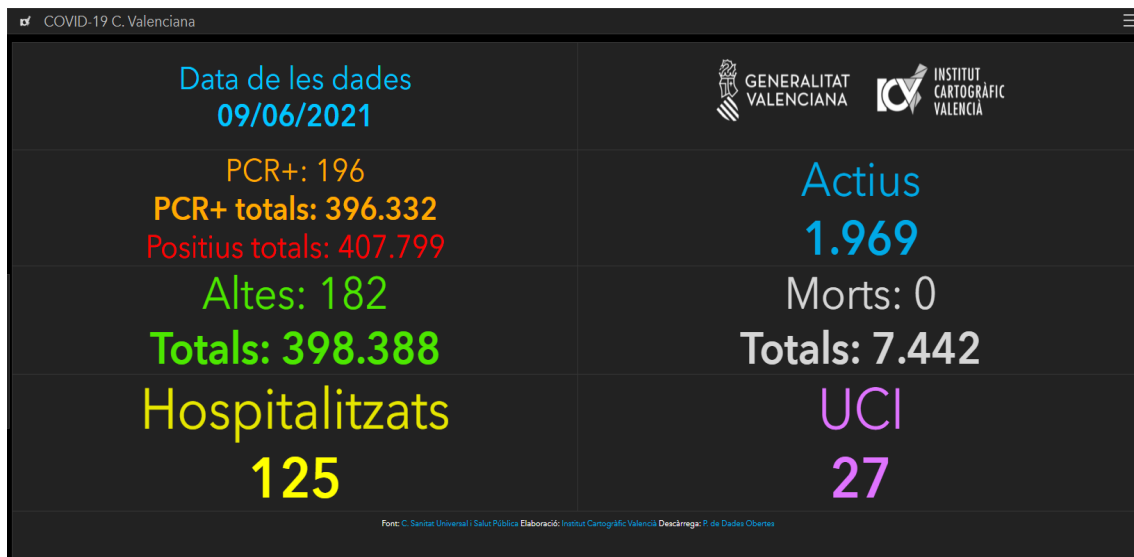 COVID-19 C. Valenciana
Data de les dades
09/06/2021
GENERALITAT
VALENCIANA
INSTITUT
CARTOGRÀFIC
VALENCIÀ
PCR+: 196
PCR+ totals: 396.332
Positius totals: 407.799
Actius
1.969
Altes: 182
Totals: 398.388
Morts: 0
Totals: 7.442
Hospitalitzats
125
UCI
27
Font: C. Sanitat Universal i Salut Pública Elaboració: Institut Cartogràfic Valencià Descàrrega: P. de Dades Obertes